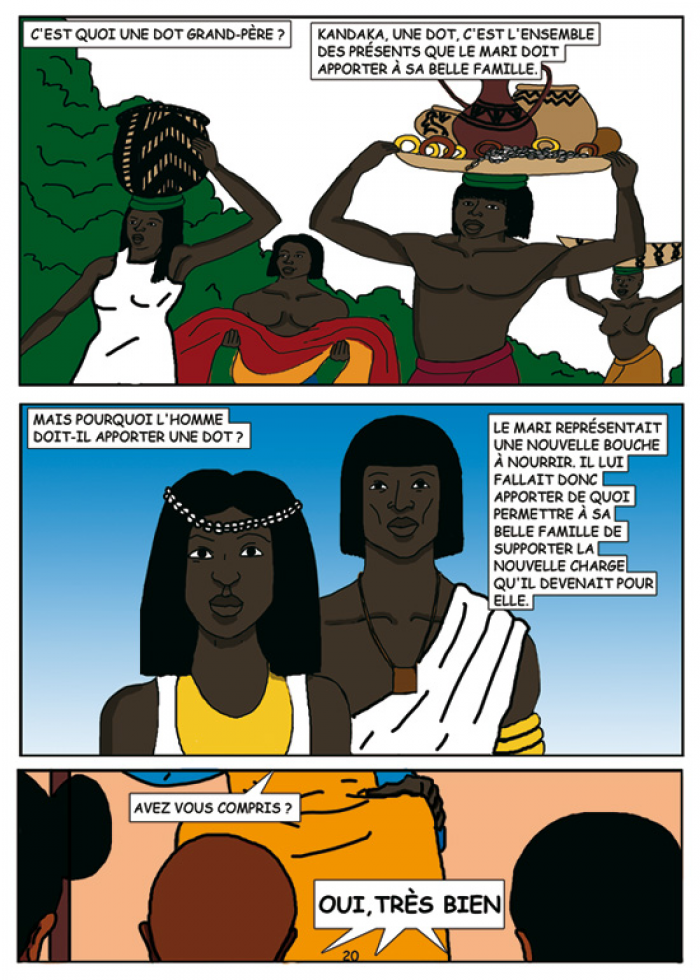 C'EST QUOI UNE DOT GRAND-PÈRE ?
KANDAKA, UNE DOT, C'EST L'ENSEMBLE
DES PRÉSENTS QUE LE MARI DOIT
APPORTER À SA BELLE FAMILLE.
MAIS POURQUOI L'HOMME
DOIT-IL APPORTER UNE DOT ?
LE MARI REPRÉSENTAIT
UNE NOUVELLE BOUCHE
À NOURRIR. IL LUI
FALLAIT DONC
APPORTER DE QUOI
PERMETTRE À SA
BELLE FAMILLE DE
SUPPORTER LA
NOUVELLE CHARGE
QU'IL DEVENAIT POUR
ELLE.
AVEZ VOUS COMPRIS ?
OUI, TRÈS BIEN
20